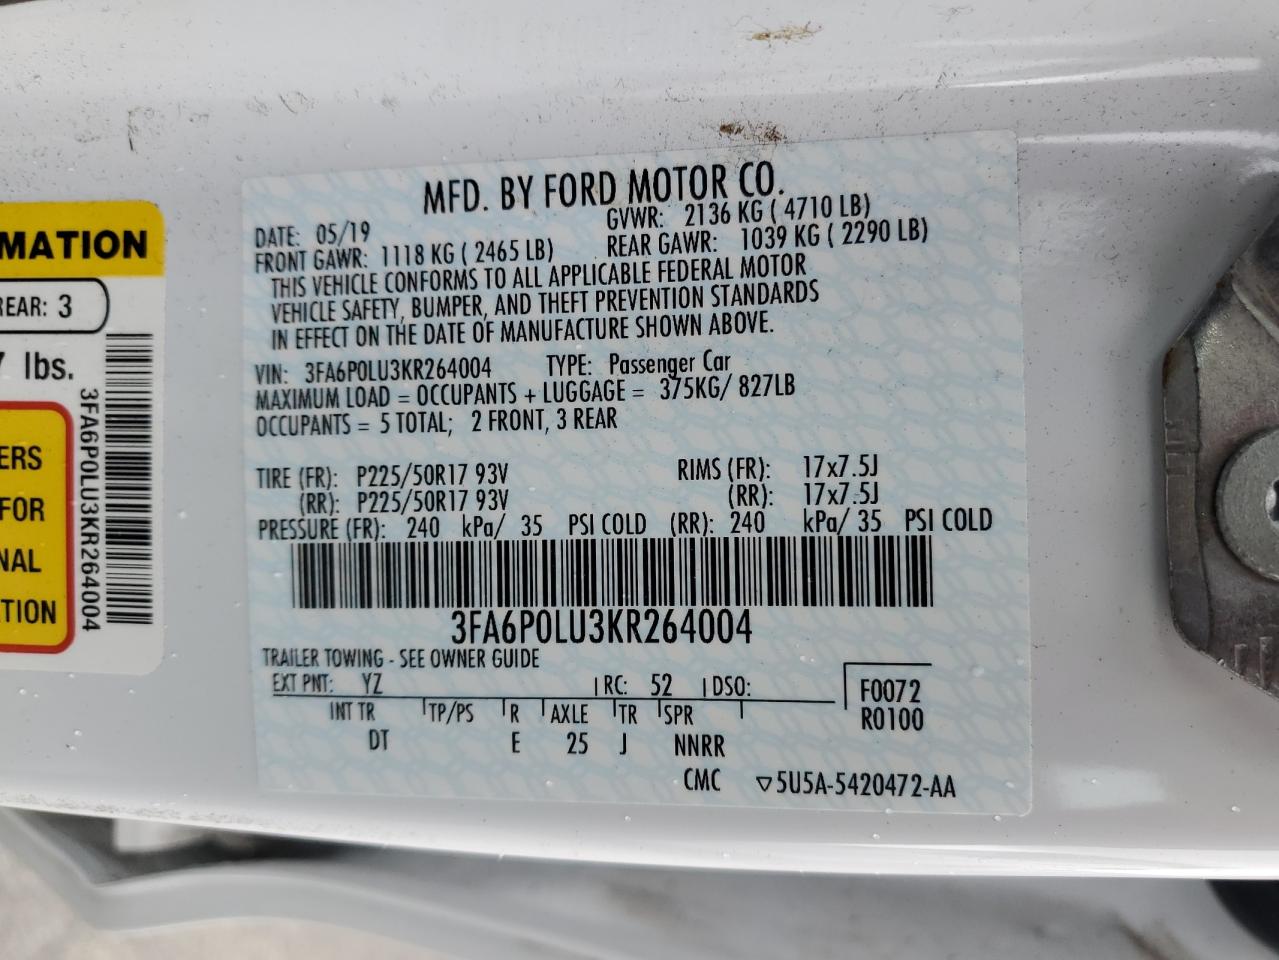 MATION
REAR: 3
7 lbs.
3FA6P0LU3KR264004
ERS
FOR
NAL
TION
MFD. BY FORD MOTOR CO.
DATE: 05/19 GVWR: 2136 KG ( 4710 LB)
FRONT GAWR: 1118 KG ( 2465 LB) REAR GAWR: 1039 KG ( 2290 LB)
THIS VEHICLE CONFORMS TO ALL APPLICABLE FEDERAL MOTOR
VEHICLE SAFETY, BUMPER, AND THEFT PREVENTION STANDARDS
IN EFFECT ON THE DATE OF MANUFACTURE SHOWN ABOVE.
VIN: 3FA6P0LU3KR264004 TYPE: Passenger Car
MAXIMUM LOAD = OCCUPANTS + LUGGAGE = 375KG/ 827LB
OCCUPANTS = 5 TOTAL; 2 FRONT, 3 REAR
TIRE (FR): P225/50R17 93V RIMS (FR): 17x7.5J
(RR): P225/50R17 93V (RR): 17x7.5J
PRESSURE (FR): 240 kPa/ 35 PSI COLD (RR): 240 kPa/ 35 PSI COLD
3FA6P0LU3KR264004
TRAILER TOWING - SEE OWNER GUIDE
EXT PNT: YZ RC: 52 DSO: F0072
INT TR TP/PS R AXLE TR SPR R0100
DT E 25 J NNRR
CMC ▽5U5A-5420472-AA